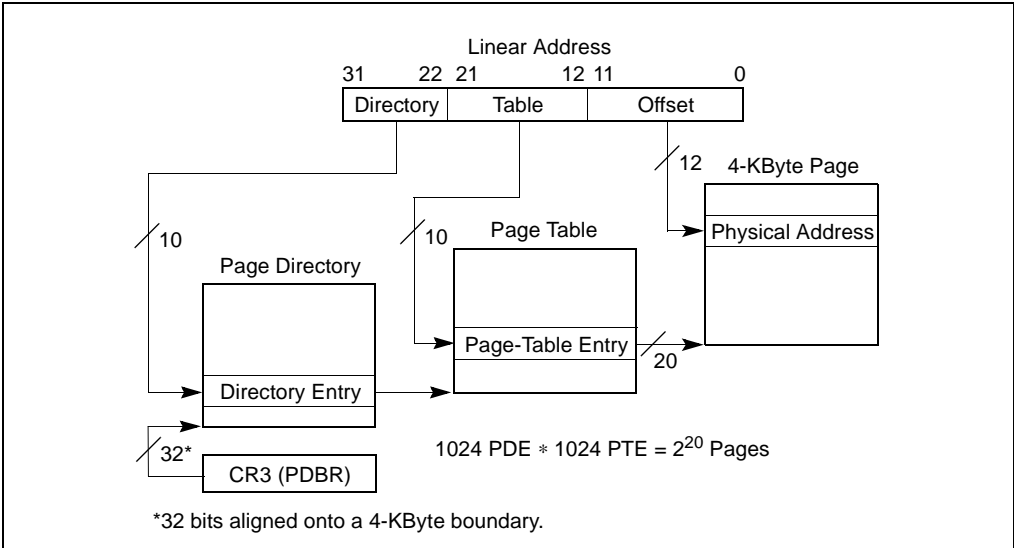 Linear Address
31 22 21 12 11 0
Directory Table Offset
12
4-KByte Page
Physical Address
10
10
Page Table
Page Directory
Page-Table Entry
20
Directory Entry
32*
1024 PDE * 1024 PTE = 2^20 Pages
CR3 (PDBR)
*32 bits aligned onto a 4-KByte boundary.